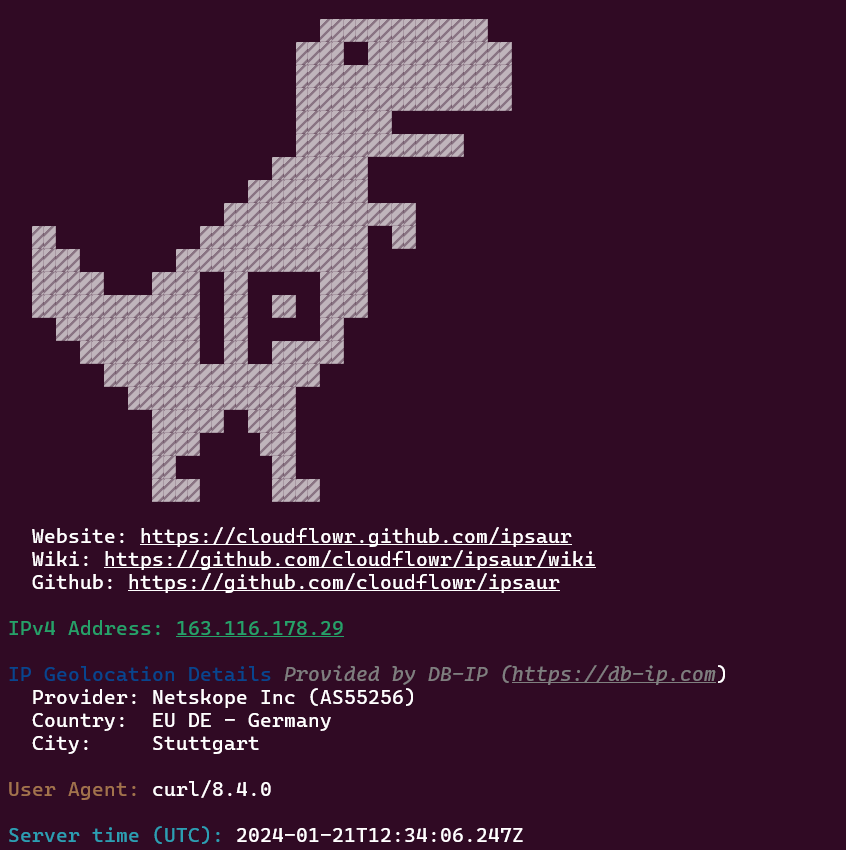 IP
Website: https://cloudflowr.github.com/ipsaur
Wiki: https://github.com/cloudflowr/ipsaur/wiki
Github: https://github.com/cloudflowr/ipsaur
IPv4 Address: 163.116.178.29
IP Geolocation Details Provided by DB-IP (https://db-ip.com)
Provider: Netskope Inc (AS55256)
Country: EU DE - Germany
City: Stuttgart
User Agent: curl/8.4.0
Server time (UTC): 2024-01-21T12:34:06.247Z